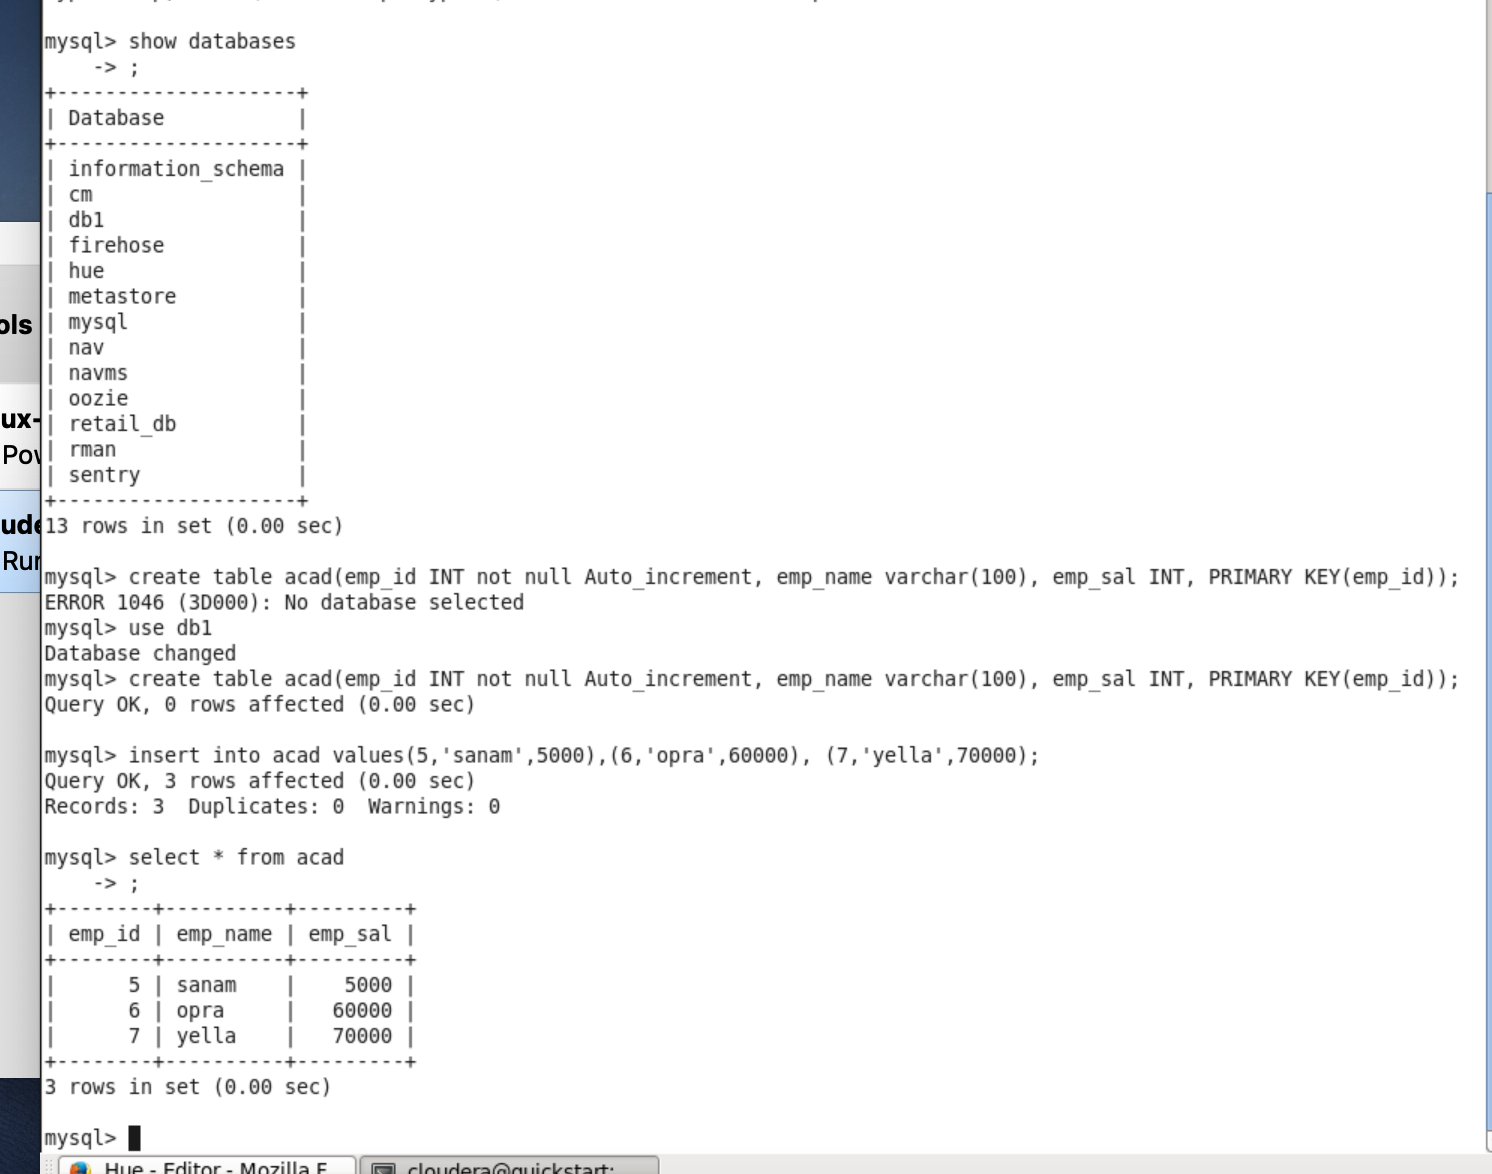 mysql> show databases
    -> ;
+--------------------+
| Database           |
+--------------------+
| information_schema |
| cm                 |
| db1                |
| firehose           |
| hue                |
| metastore          |
| mysql              |
| nav                |
| navms              |
| oozie              |
| retail_db          |
| rman               |
| sentry             |
+--------------------+
13 rows in set (0.00 sec)
mysql> create table acad(emp_id INT not null Auto_increment, emp_name varchar(100), emp_sal INT, PRIMARY KEY(emp_id));
ERROR 1046 (3D000): No database selected
mysql> use db1
Database changed
mysql> create table acad(emp_id INT not null Auto_increment, emp_name varchar(100), emp_sal INT, PRIMARY KEY(emp_id));
Query OK, 0 rows affected (0.00 sec)
mysql> insert into acad values(5,'sanam',5000),(6,'opra',60000), (7,'yella',70000);
Query OK, 3 rows affected (0.00 sec)
Records: 3  Duplicates: 0  Warnings: 0
mysql> select * from acad
    -> ;
+--------+----------+---------+
| emp_id | emp_name | emp_sal |
+--------+----------+---------+
|      5 | sanam    |    5000 |
|      6 | opra     |   60000 |
|      7 | yella    |   70000 |
+--------+----------+---------+
3 rows in set (0.00 sec)
mysql>
ols
ux-
Pow
ude
Run
Hue - Editor - Mozilla F
cloudera@quickstart: